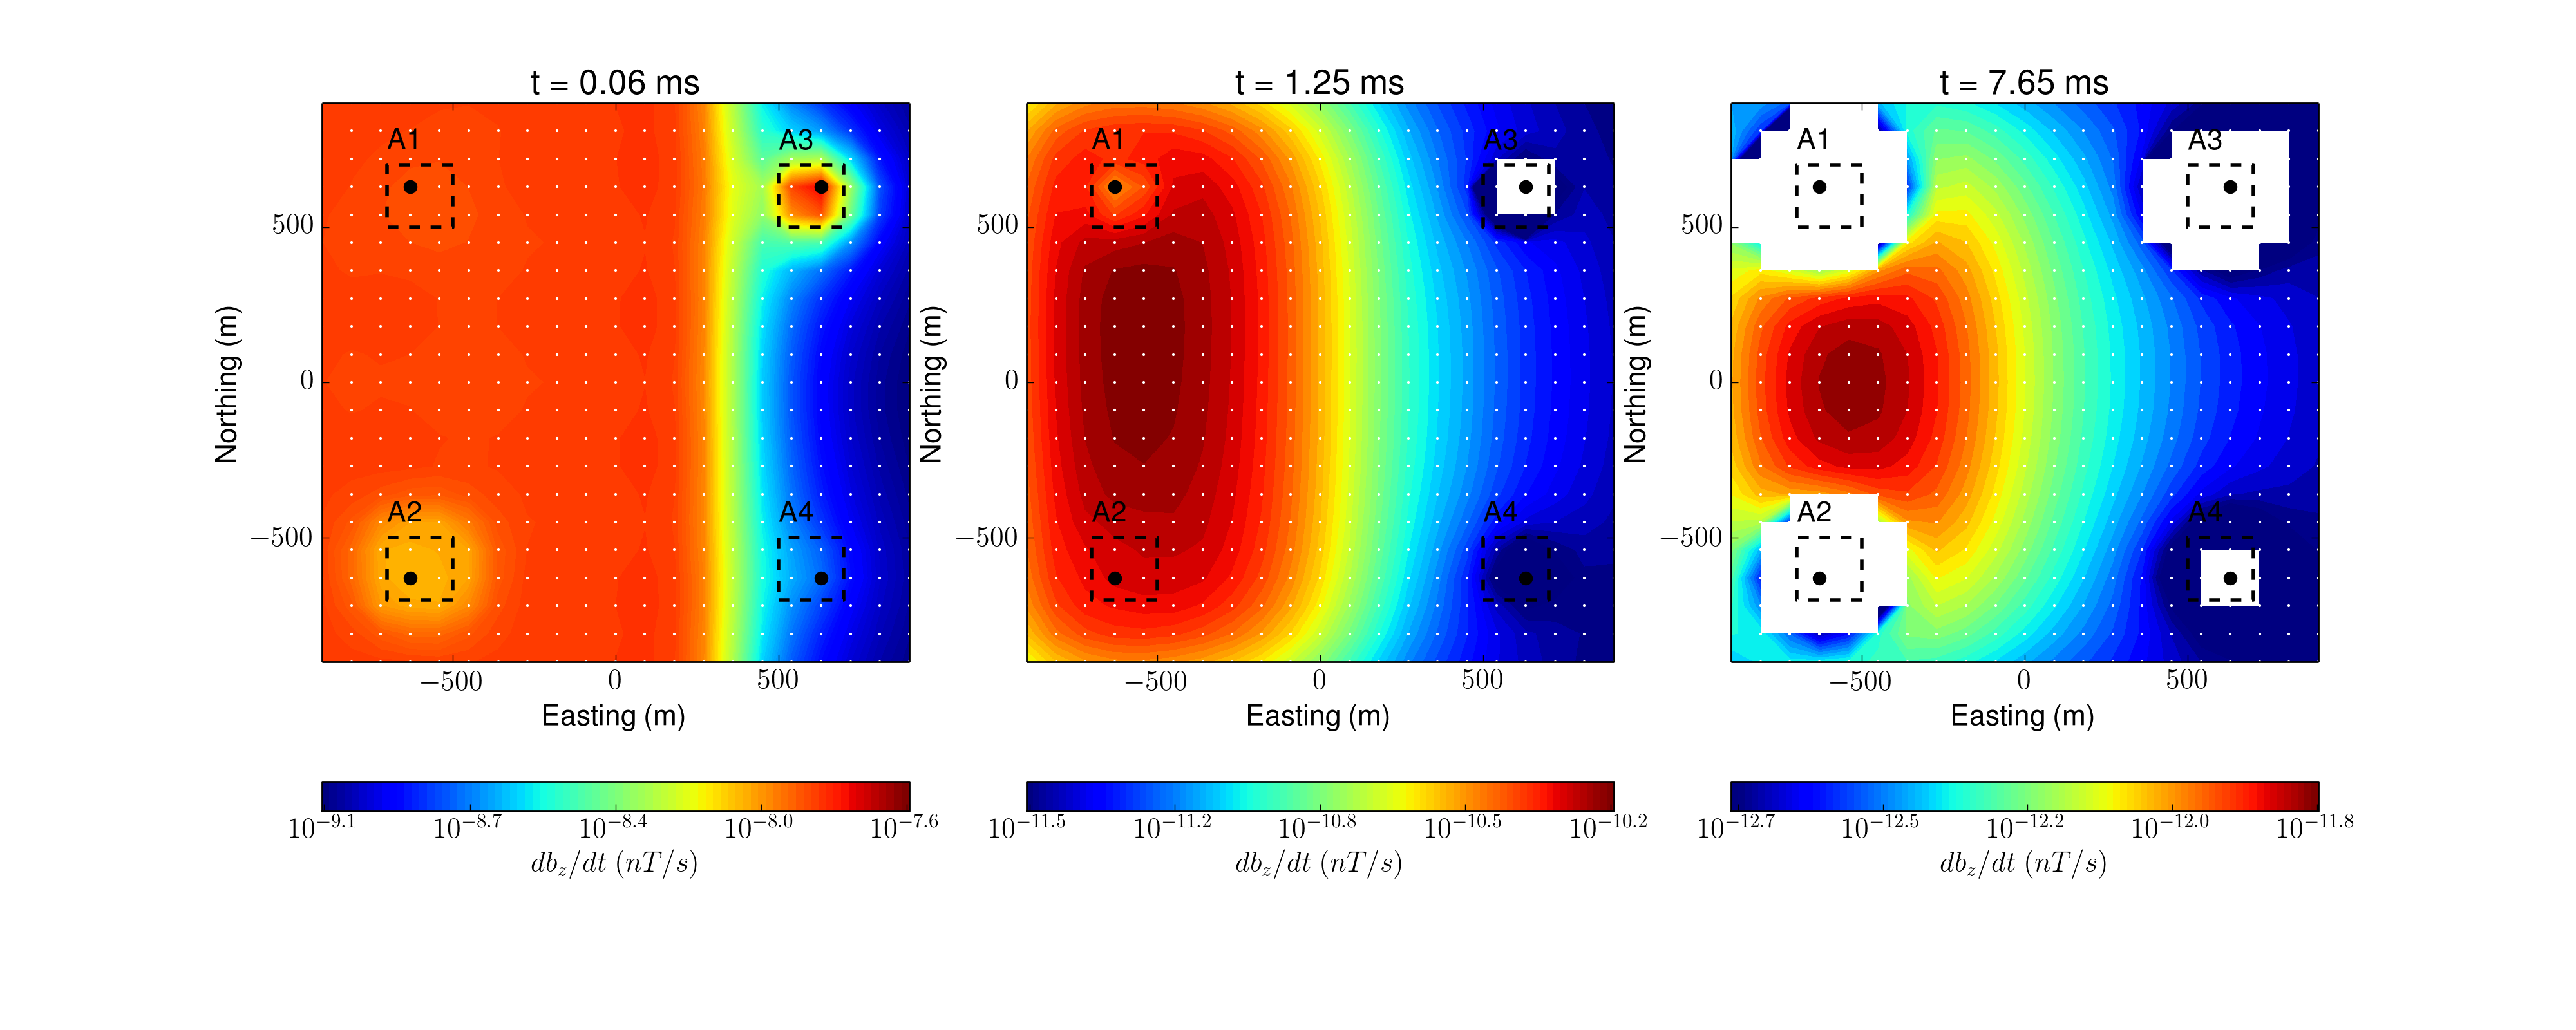 t = 0.06 ms
A1
A3
A2
A4
500
0
−500
−500
0
500
Northing (m)
Easting (m)
10^−9.1
10^−8.7
10^−8.4
10^−8.0
10^−7.6
db_z/dt (nT/s)
t = 1.25 ms
A1
A3
A2
A4
500
0
−500
−500
0
500
Northing (m)
Easting (m)
10^−11.5
10^−11.2
10^−10.8
10^−10.5
10^−10.2
db_z/dt (nT/s)
t = 7.65 ms
A1
A3
A2
A4
500
0
−500
−500
0
500
Northing (m)
Easting (m)
10^−12.7
10^−12.5
10^−12.2
10^−12.0
10^−11.8
db_z/dt (nT/s)